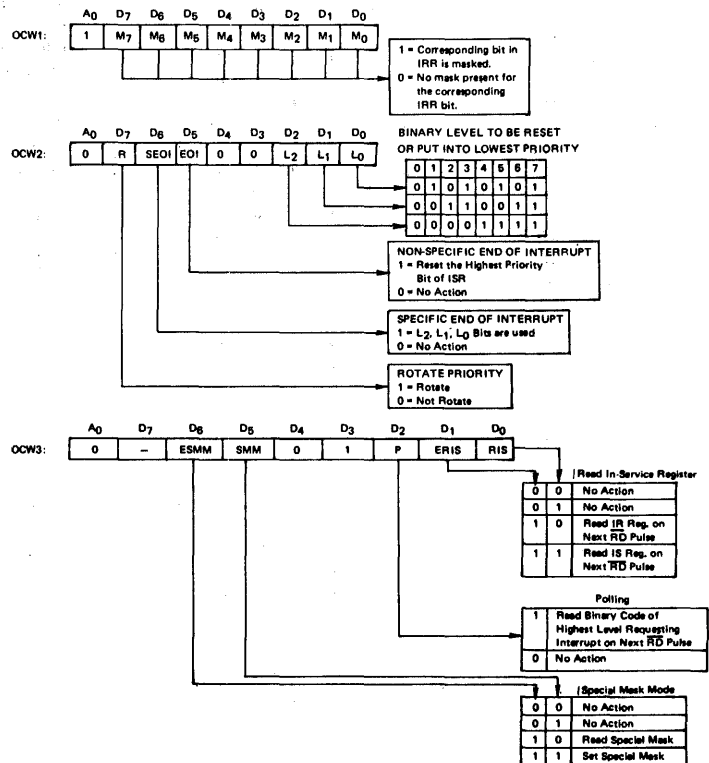 A0 D7 D6 D5 D4 D3 D2 D1 D0
OCW1: 1 M7 M6 M5 M4 M3 M2 M1 M0
1 = Corresponding bit in
IRR is masked.
0 = No mask present for
the corresponding
IRR bit.
A0 D7 D6 D5 D4 D3 D2 D1 D0
OCW2: 0 R SEOI EOI 0 0 L2 L1 L0
BINARY LEVEL TO BE RESET
OR PUT INTO LOWEST PRIORITY
0 1 2 3 4 5 6 7
0 1 0 1 0 1 0 1
0 0 1 1 0 0 1 1
0 0 0 0 1 1 1 1
NON-SPECIFIC END OF INTERRUPT
1 = Reset the Highest Priority
Bit of ISR
0 = No Action
SPECIFIC END OF INTERRUPT
1 = L2, L1, L0 Bits are used
0 = No Action
ROTATE PRIORITY
1 = Rotate
0 = Not Rotate
A0 D7 D6 D5 D4 D3 D2 D1 D0
OCW3: 0 – ESMM SMM 0 1 P ERIS RIS
Read In-Service Register
0 0 No Action
0 1 No Action
1 0 Read IR Reg. on
Next RD Pulse
1 1 Read IS Reg. on
Next RD Pulse
Polling
1 Read Binary Code of
Highest Level Requesting
Interrupt on Next RD Pulse
0 No Action
Special Mask Mode
0 0 No Action
0 1 No Action
1 0 Read Special Mask
1 1 Set Special Mask